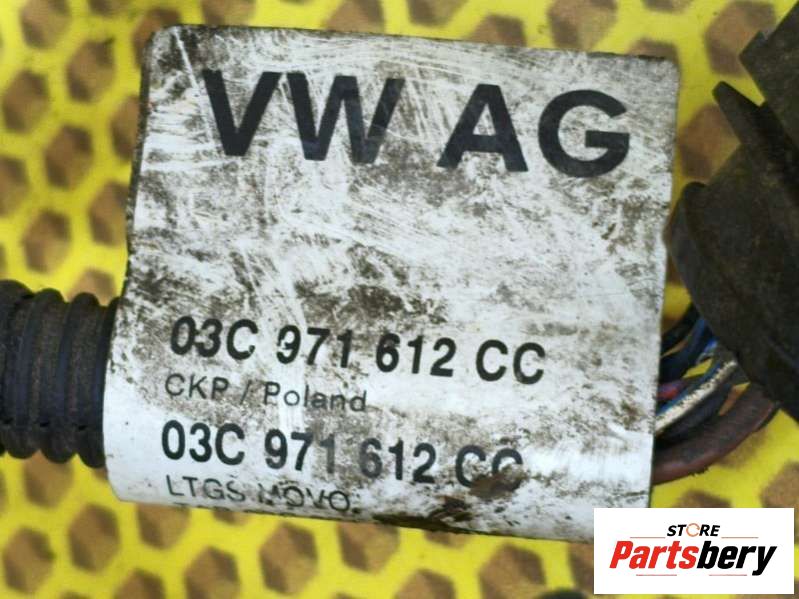 VW AG
03C 971 612 CC
CKP / Poland
03C 971 612 CC
LTGS MOVO
STORE
Partsbery